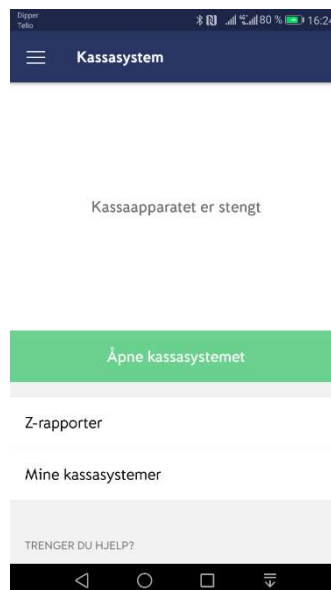 Dipper
Telio
80 % 16:24
Kassasystem
Kassaapparatet er stengt
Åpne kassasystemet
Z-rapporter
Mine kassasystemer
TRENGER DU HJELP?